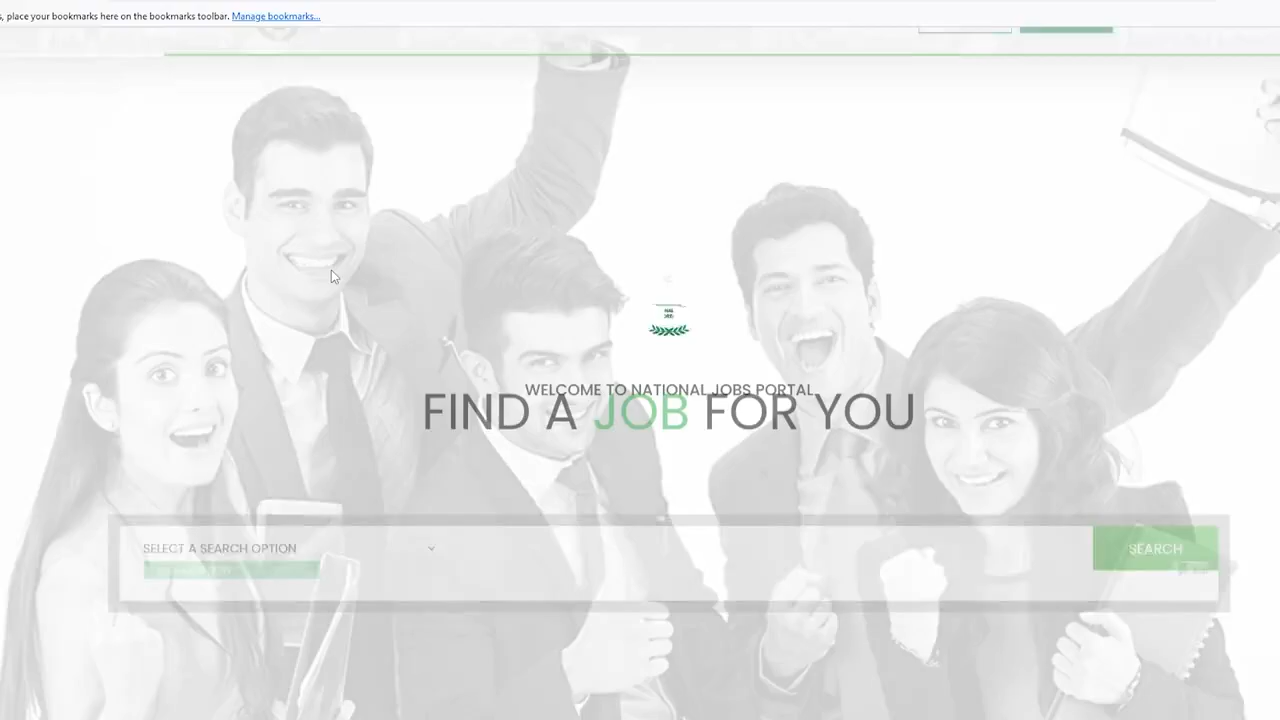 s, place your bookmarks here on the bookmarks toolbar. Manage bookmarks...
WELCOME TO NATIONAL JOBS PORTAL
FIND A JOB FOR YOU
SELECT A SEARCH OPTION
SEARCH